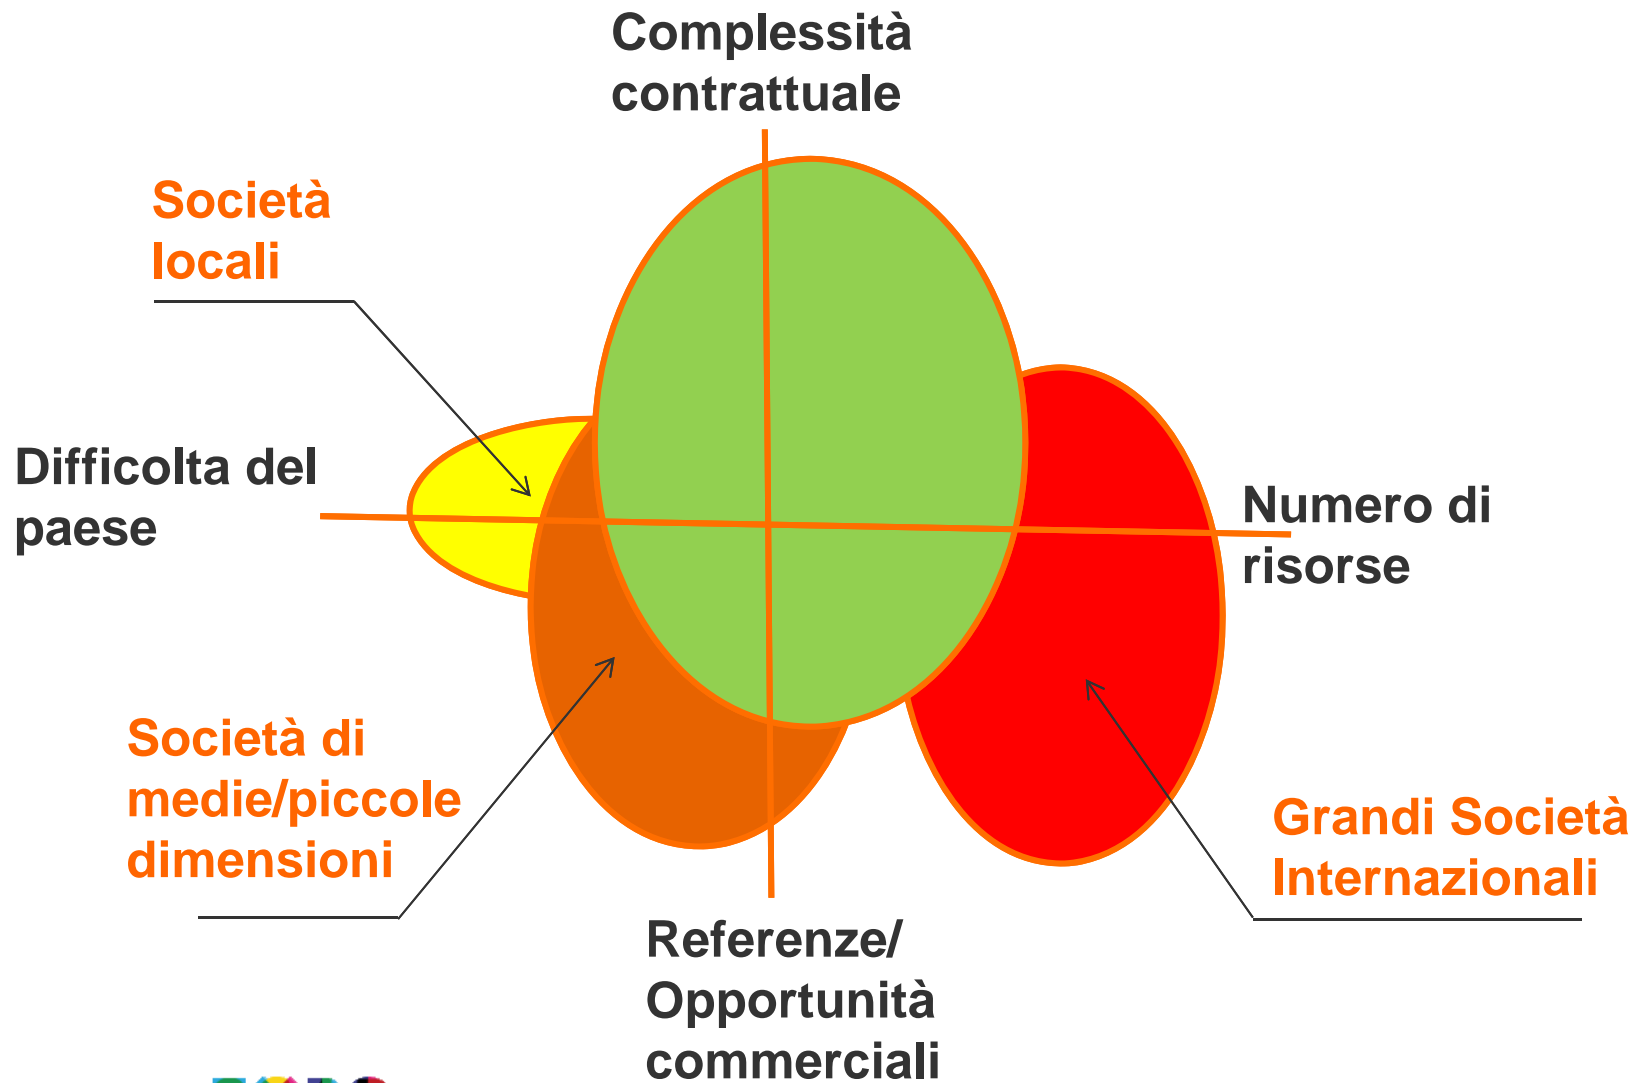 Complessità
contrattuale
Società
locali
Difficolta del
paese
Numero di
risorse
Società di
medie/piccole
dimensioni
Grandi Società
Internazionali
Referenze/
Opportunità
commerciali